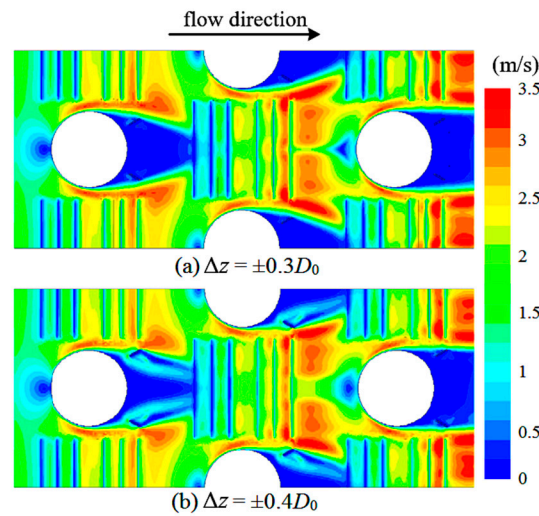 flow direction
(m/s)
3.5
3
2.5
2
1.5
1
0.5
0
(a) Δz = ±0.3D₀
(b) Δz = ±0.4D₀